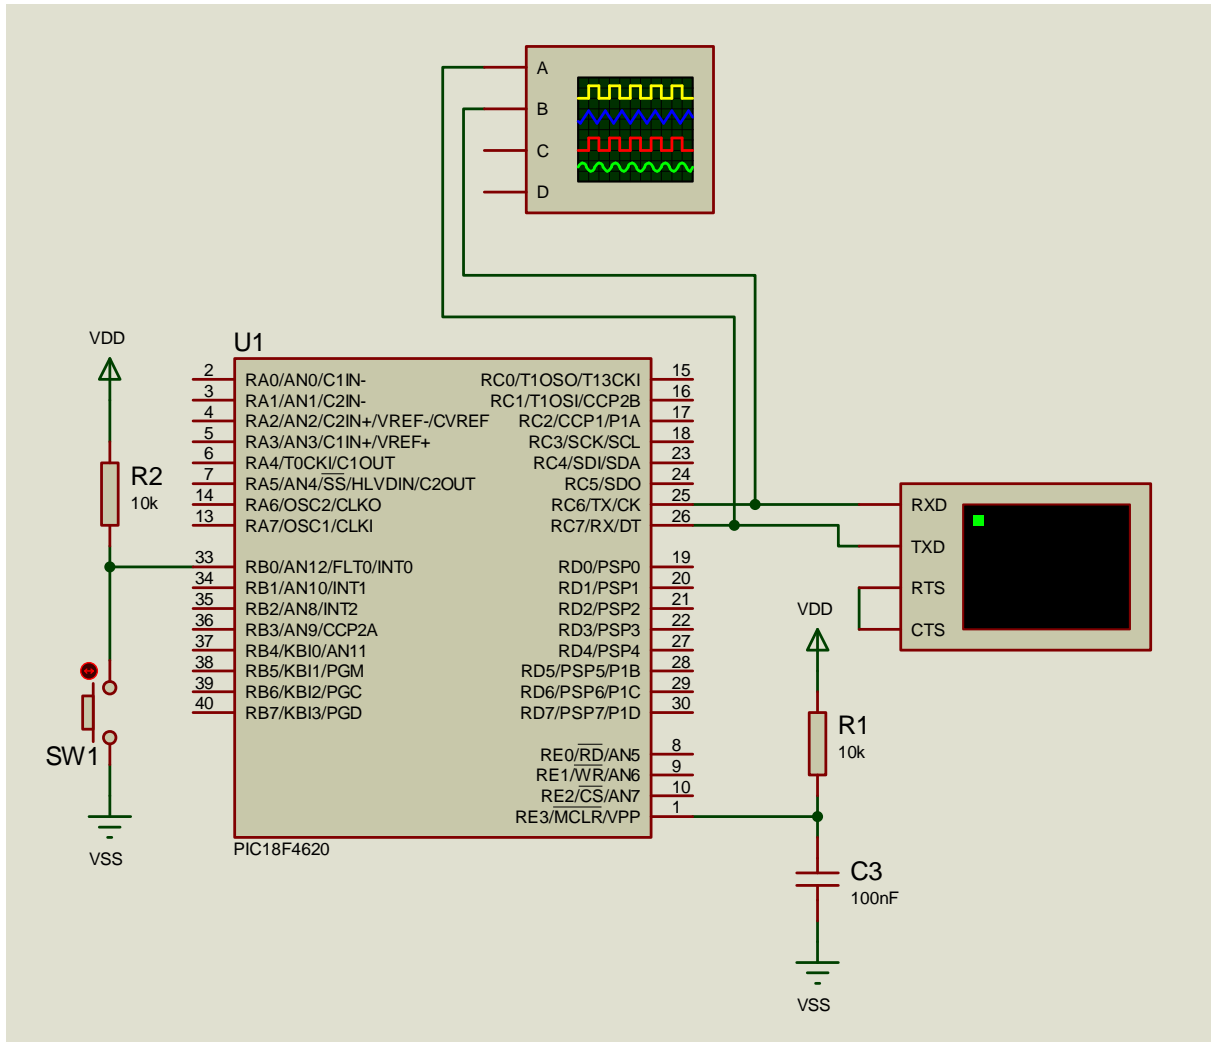 A
B
C
D
VDD
U1
2 RA0/AN0/C1IN-
3 RA1/AN1/C2IN-
4 RA2/AN2/C2IN+/VREF-/CVREF
5 RA3/AN3/C1IN+/VREF+
6 RA4/T0CKI/C1OUT
7 RA5/AN4/SS/HLVDIN/C2OUT
14 RA6/OSC2/CLKO
13 RA7/OSC1/CLKI
33 RB0/AN12/FLT0/INT0
34 RB1/AN10/INT1
35 RB2/AN8/INT2
36 RB3/AN9/CCP2A
37 RB4/KBI0/AN11
38 RB5/KBI1/PGM
39 RB6/KBI2/PGC
40 RB7/KBI3/PGD
RC0/T1OSO/T13CKI 15
RC1/T1OSI/CCP2B 16
RC2/CCP1/P1A 17
RC3/SCK/SCL 18
RC4/SDI/SDA 23
RC5/SDO 24
RC6/TX/CK 25
RC7/RX/DT 26
RD0/PSP0 19
RD1/PSP1 20
RD2/PSP2 21
RD3/PSP3 22
RD4/PSP4 27
RD5/PSP5/P1B 28
RD6/PSP6/P1C 29
RD7/PSP7/P1D 30
RE0/RD/AN5 8
RE1/WR/AN6 9
RE2/CS/AN7 10
RE3/MCLR/VPP 1
PIC18F4620
R2
10k
SW1
VSS
RXD
TXD
RTS
CTS
VDD
R1
10k
C3
100nF
VSS